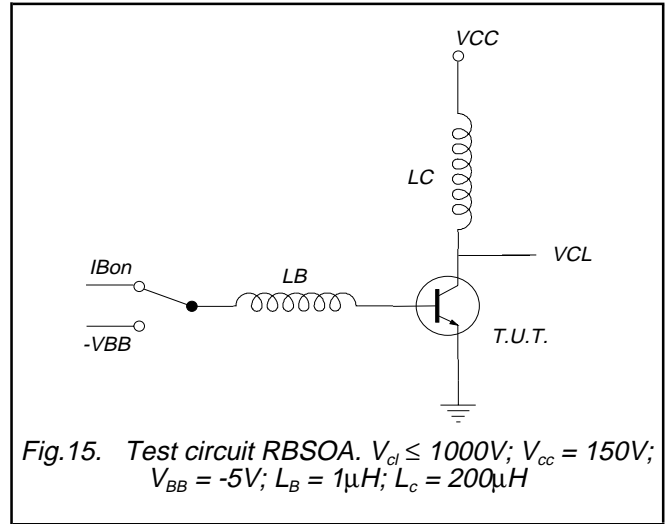 VCC
LC
IBon
LB
VCL
-VBB
T.U.T.
Fig.15. Test circuit RBSOA. Vcl ≤ 1000V; Vcc = 150V;
VBB = -5V; LB = 1μH; Lc = 200μH